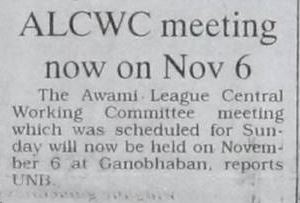 ALCWC meeting
now on Nov 6
The Awami League Central
Working Committee meeting
which was scheduled for Sun-
day will now be held on Novem-
ber 6 at Ganobhaban, reports
UNB.